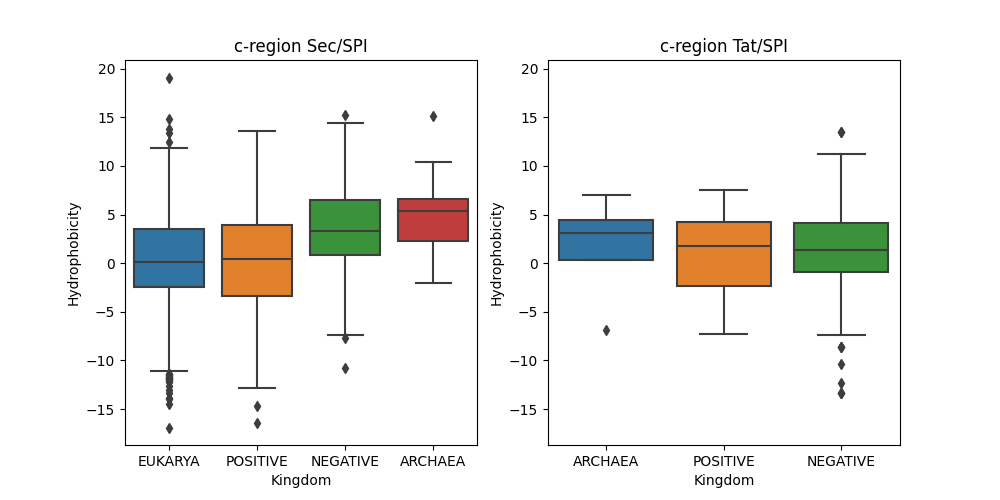 c-region Sec/SPI
20
15
10
5
0
−5
−10
−15
Hydrophobicity
EUKARYA POSITIVE NEGATIVE ARCHAEA
Kingdom
c-region Tat/SPI
20
15
10
5
0
−5
−10
−15
Hydrophobicity
ARCHAEA POSITIVE NEGATIVE
Kingdom